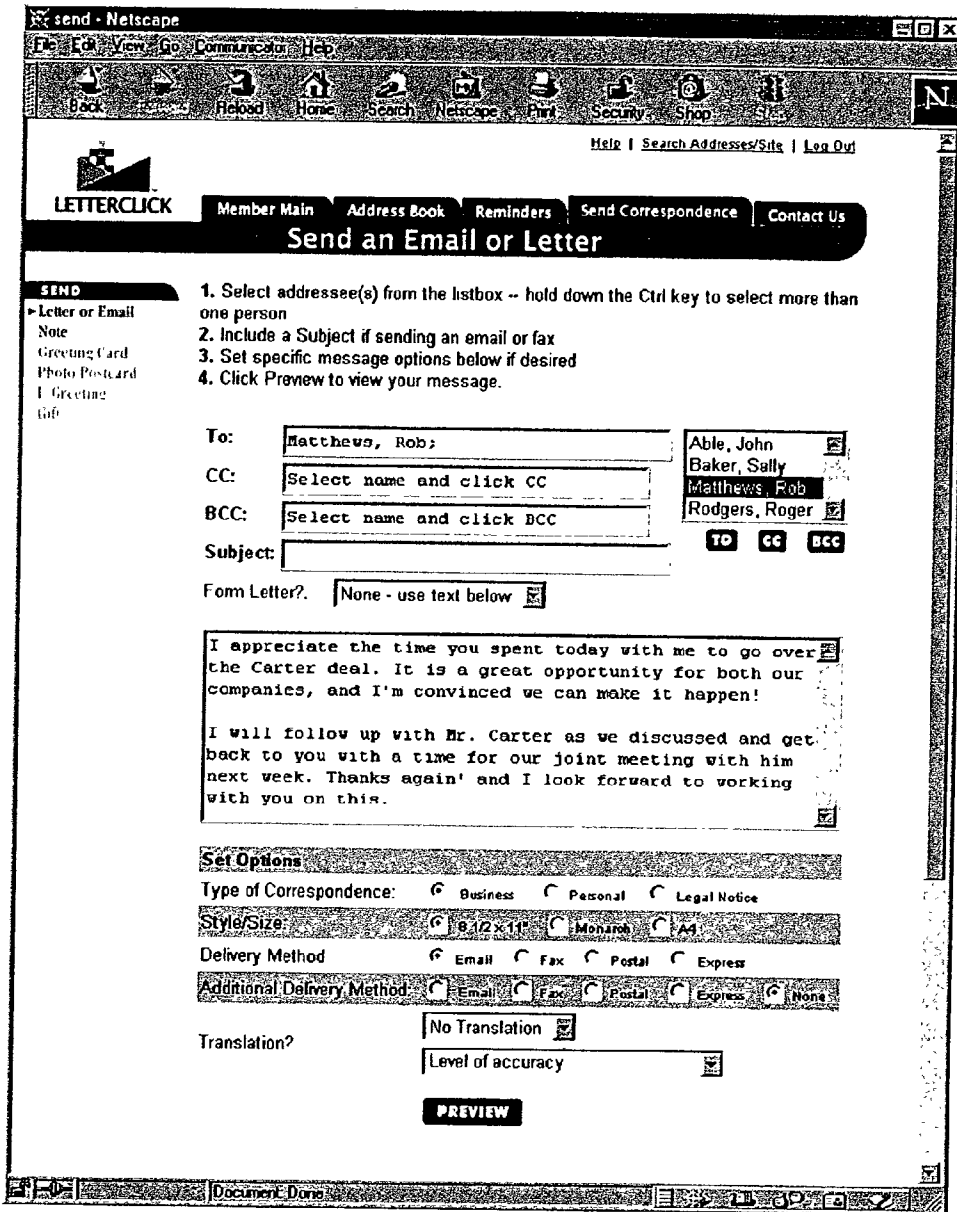 send - Netscape
File Edit View Go Communicator Help
Back Reload Home Search Netscape Print Security Shop
N
Help | Search Addresses/Site | Log Out
LETTERCLICK
Member Main Address Book Reminders Send Correspondence Contact Us
Send an Email or Letter
SEND
Letter or Email
Note
Greeting Card
Photo Postcard
E-Greeting
Gift
1. Select addressee(s) from the listbox -- hold down the Ctrl key to select more than
one person
2. Include a Subject if sending an email or fax
3. Set specific message options below if desired
4. Click Preview to view your message.
To: Matthews, Rob;
CC: Select name and click CC
BCC: Select name and click BCC
Subject:
Able, John
Baker, Sally
Matthews, Rob
Rodgers, Roger
TO CC BCC
Form Letter?. None - use text below
I appreciate the time you spent today with me to go over
the Carter deal. It is a great opportunity for both our
companies, and I'm convinced we can make it happen!
I will follow up with Mr. Carter as we discussed and get
back to you with a time for our joint meeting with him
next week. Thanks again' and I look forward to working
with you on this.
Set Options
Type of Correspondence: Business Personal Legal Notice
Style/Size: 8 1/2 x 11" Monarch A4
Delivery Method Email Fax Postal Express
Additional Delivery Method: Email Fax Postal Express None
Translation? No Translation
Level of accuracy
PREVIEW
Document: Done